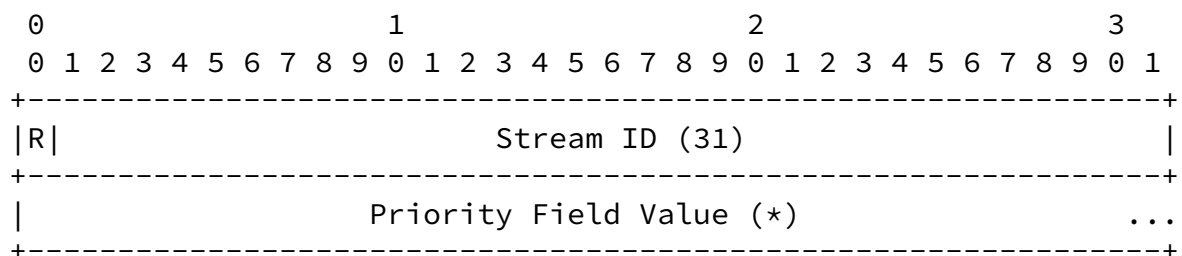 0                   1                   2                   3
 0 1 2 3 4 5 6 7 8 9 0 1 2 3 4 5 6 7 8 9 0 1 2 3 4 5 6 7 8 9 0 1
+---------------------------------------------------------------+
|R|                        Stream ID (31)                       |
+---------------------------------------------------------------+
|                   Priority Field Value (*)                  ...
+---------------------------------------------------------------+